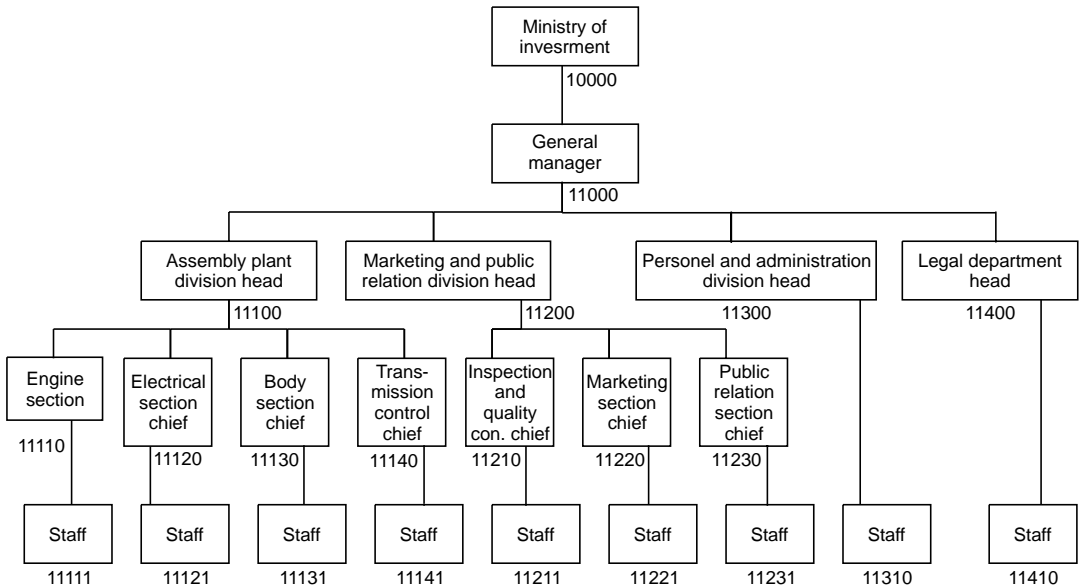 Ministry of
invesrment
10000
General
manager
11000
Assembly plant
division head
11100
Marketing and public
relation division head
11200
Personel and administration
division head
11300
Legal department
head
11400
Engine
section
11110
Electrical
section
chief
11120
Body
section
chief
11130
Trans-
mission
control
chief
11140
Inspection
and
quality
con. chief
11210
Marketing
section
chief
11220
Public
relation
section
chief
11230
Staff
11111
Staff
11121
Staff
11131
Staff
11141
Staff
11211
Staff
11221
Staff
11231
Staff
11310
Staff
11410